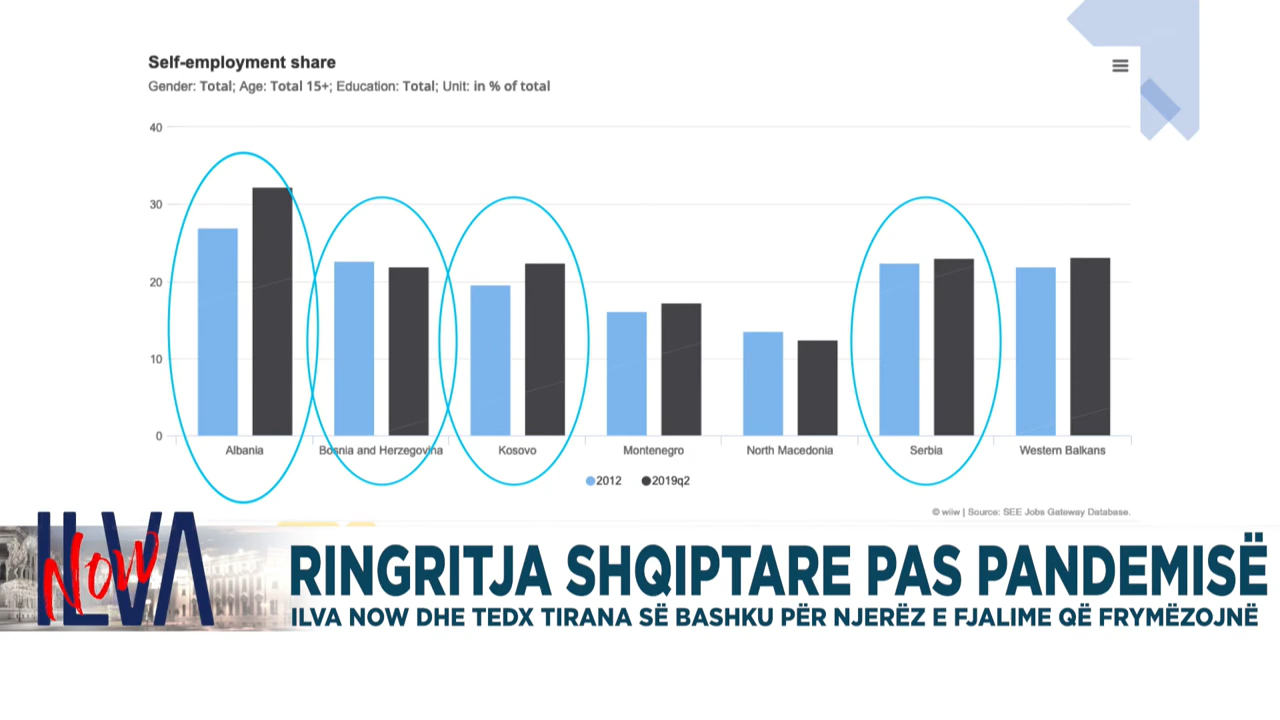 Self-employment share
Gender: Total; Age: Total 15+; Education: Total; Unit: in % of total
40
30
20
10
0
Albania
Bosnia and Herzegovina
Kosovo
Montenegro
North Macedonia
Serbia
Western Balkans
2012
2019q2
© wiiw | Source: SEE Jobs Gateway Database.
ILVA
Now
RINGRITJA SHQIPTARE PAS PANDEMISË
ILVA NOW DHE TEDX TIRANA SË BASHKU PËR NJERËZ E FJALIME QË FRYMËZOJNË